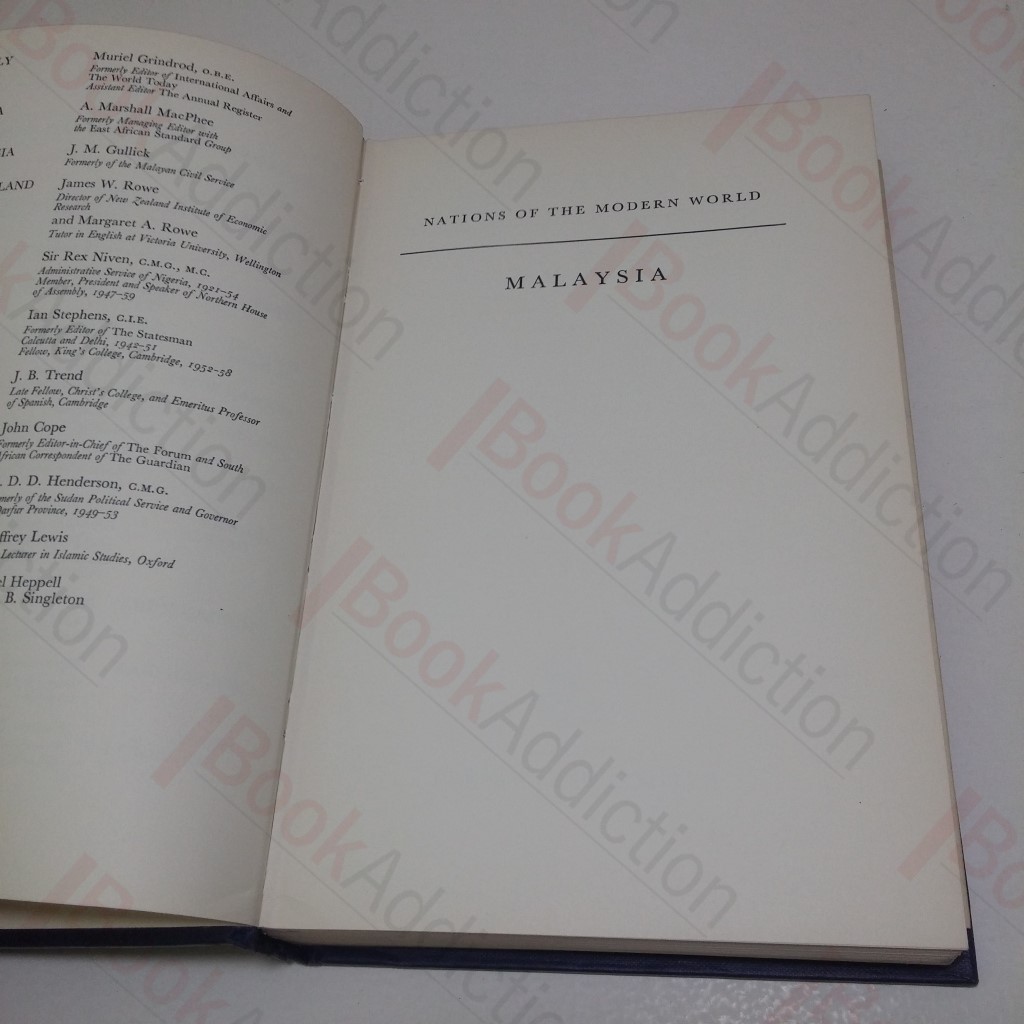 LY
Muriel Grindrod, O.B.E.
Formerly Editor of International Affairs and
The World Today
Assistant Editor The Annual Register
A
A. Marshall MacPhee
Formerly Managing Editor with
the East African Standard Group
SIA
J. M. Gullick
Formerly of the Malayan Civil Service
LAND
James W. Rowe
Director of New Zealand Institute of Economic
Research
and Margaret A. Rowe
Tutor in English at Victoria University, Wellington
Sir Rex Niven, C.M.G., M.C.
Administrative Service of Nigeria, 1921–54
Member, President and Speaker of Northern House
of Assembly, 1947–59
Ian Stephens, C.I.E.
Formerly Editor of The Statesman
Calcutta and Delhi, 1942–51
Fellow, King's College, Cambridge, 1952–58
J. B. Trend
Late Fellow, Christ's College, and Emeritus Professor
of Spanish, Cambridge
John Cope
Formerly Editor-in-Chief of The Forum and South
African Correspondent of The Guardian
. D. D. Henderson, C.M.G.
merly of the Sudan Political Service and Governor
Darfur Province, 1949–53
ffrey Lewis
Lecturer in Islamic Studies, Oxford
el Heppell
B. Singleton
NATIONS OF THE MODERN WORLD
MALAYSIA
BookAddiction